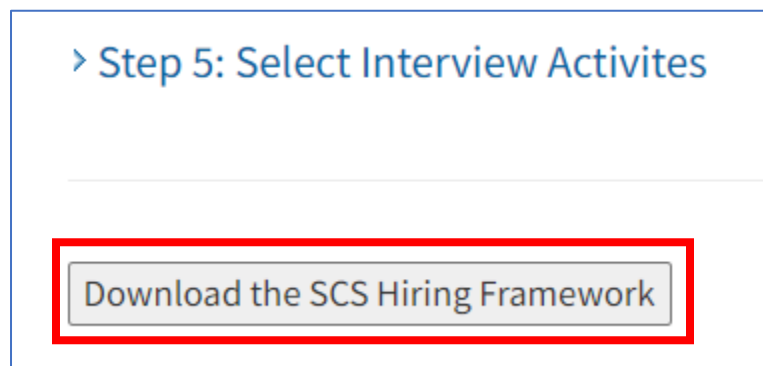 > Step 5: Select Interview Activites
Download the SCS Hiring Framework